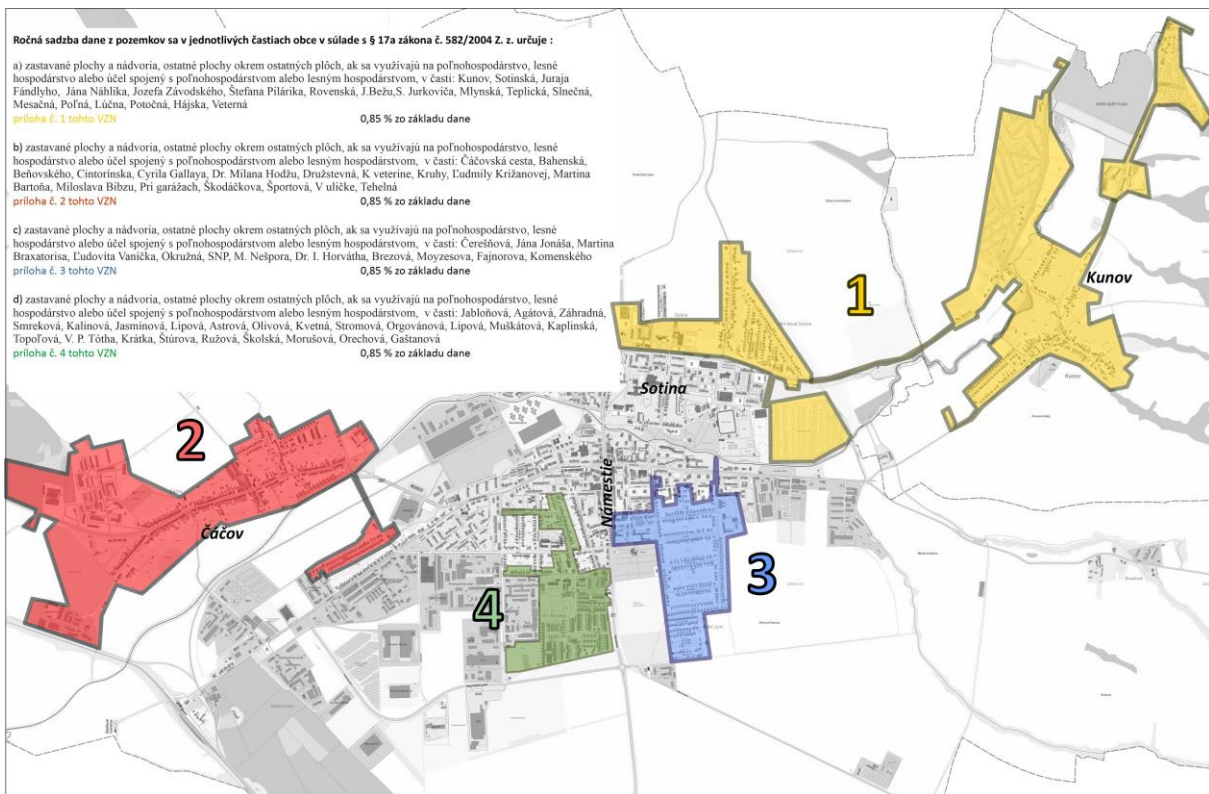 Ročná sadzba dane z pozemkov sa v jednotlivých častiach obce v súlade s § 17a zákona č. 582/2004 Z. z. určuje :
a) zastavané plochy a nádvoria, ostatné plochy okrem ostatných plôch, ak sa využívajú na poľnohospodárstvo, lesné
hospodárstvo alebo účel spojený s poľnohospodárstvom alebo lesným hospodárstvom, v časti: Kunov, Sotinská, Juraja
Fándlyho, Jána Náhlika, Jozefa Závodského, Štefana Pilárika, Rovenská, J.Bežu,S. Jurkoviča, Mlynská, Teplická, Slnečná,
Mesačná, Poľná, Lúčna, Potočná, Hájska, Veterná
príloha č. 1 tohto VZN 0,85 % zo základu dane
b) zastavané plochy a nádvoria, ostatné plochy okrem ostatných plôch, ak sa využívajú na poľnohospodárstvo, lesné
hospodárstvo alebo účel spojený s poľnohospodárstvom alebo lesným hospodárstvom, v časti: Čáčovská cesta, Bahenská,
Beňovského, Cintorínska, Cyrila Gallaya, Dr. Milana Hodžu, Družstevná, K veterine, Kruhy, Ľudmily Križanovej, Martina
Bartoňa, Miloslava Bibzu, Pri garážach, Škodáčkova, Športová, V uličke, Tehelná
príloha č. 2 tohto VZN 0,85 % zo základu dane
c) zastavané plochy a nádvoria, ostatné plochy okrem ostatných plôch, ak sa využívajú na poľnohospodárstvo, lesné
hospodárstvo alebo účel spojený s poľnohospodárstvom alebo lesným hospodárstvom, v časti: Čerešňová, Jána Jonáša, Martina
Braxatorisa, Ľudovíta Vaníčka, Okružná, SNP, M. Nešpora, Dr. I. Horvátha, Brezová, Moyzesova, Fajnorova, Komenského
príloha č. 3 tohto VZN 0,85 % zo základu dane
d) zastavané plochy a nádvoria, ostatné plochy okrem ostatných plôch, ak sa využívajú na poľnohospodárstvo, lesné
hospodárstvo alebo účel spojený s poľnohospodárstvom alebo lesným hospodárstvom, v časti: Jabloňová, Agátová, Záhradná,
Smreková, Kalinová, Jasmínová, Lipová, Astrová, Olivová, Kvetná, Stromová, Orgovánová, Lipová, Muškátová, Kaplinská,
Topoľová, V. P. Tótha, Krátka, Štúrova, Ružová, Školská, Morušová, Orechová, Gaštanová
príloha č. 4 tohto VZN 0,85 % zo základu dane
1
Kunov
Sotina
2
Čáčov
Námestie
3
4